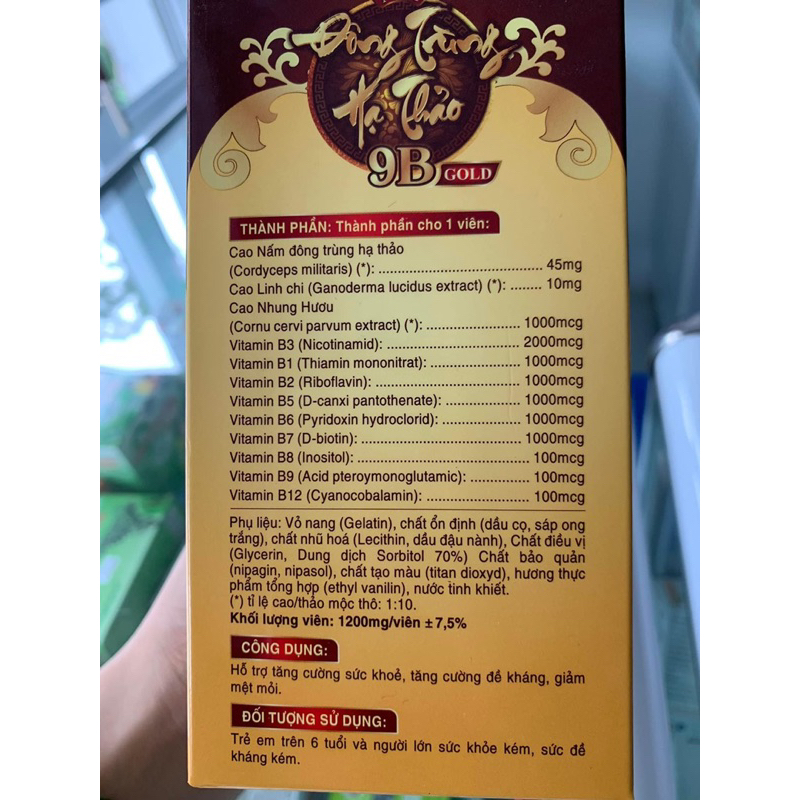 Đông Trùng
Hạ Thảo
9B GOLD
THÀNH PHẦN: Thành phần cho 1 viên:
Cao Nấm đông trùng hạ thảo
(Cordyceps militaris) (*): ........................................ 45mg
Cao Linh chi (Ganoderma lucidus extract) (*): ........ 10mg
Cao Nhung Hươu
(Cornu cervi parvum extract) (*): ....................... 1000mcg
Vitamin B3 (Nicotinamid): ................................. 2000mcg
Vitamin B1 (Thiamin mononitrat): ....................... 1000mcg
Vitamin B2 (Riboflavin): ................................... 1000mcg
Vitamin B5 (D-canxi pantothenate): .................... 1000mcg
Vitamin B6 (Pyridoxin hydroclorid): ..................... 1000mcg
Vitamin B7 (D-biotin): ...................................... 1000mcg
Vitamin B8 (Inositol): ......................................... 100mcg
Vitamin B9 (Acid pteroymonoglutamic): ............... 100mcg
Vitamin B12 (Cyanocobalamin): .......................... 100mcg
Phụ liệu: Vỏ nang (Gelatin), chất ổn định (dầu cọ, sáp ong
trắng), chất nhũ hoá (Lecithin, dầu đậu nành), Chất điều vị
(Glycerin, Dung dịch Sorbitol 70%) Chất bảo quản
(nipagin, nipasol), chất tạo màu (titan dioxyd), hương thực
phẩm tổng hợp (ethyl vanilin), nước tinh khiết.
(*) tỉ lệ cao/thảo mộc thô: 1:10.
Khối lượng viên: 1200mg/viên ± 7,5%
CÔNG DỤNG:
Hỗ trợ tăng cường sức khoẻ, tăng cường đề kháng, giảm
mệt mỏi.
ĐỐI TƯỢNG SỬ DỤNG:
Trẻ em trên 6 tuổi và người lớn sức khỏe kém, sức đề
kháng kém.